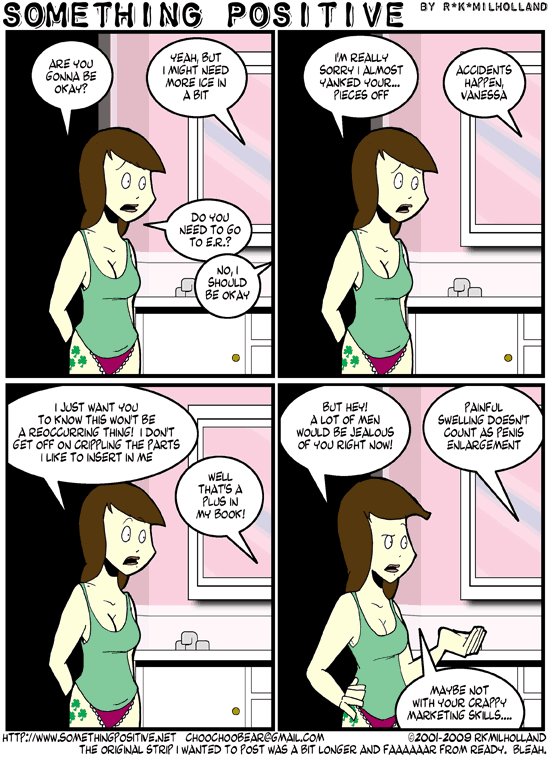 SOMETHING POSITIVE BY R*K*MILHOLLAND
ARE YOU
GONNA BE
OKAY?
YEAH, BUT
I MIGHT NEED
MORE ICE IN
A BIT
DO YOU
NEED TO GO
TO E.R.?
NO, I
SHOULD
BE OKAY
I'M REALLY
SORRY I ALMOST
YANKED YOUR...
PIECES OFF
ACCIDENTS
HAPPEN,
VANESSA
I JUST WANT YOU
TO KNOW THIS WON'T BE
A REOCCURRING THING! I DON'T
GET OFF ON CRIPPLING THE PARTS
I LIKE TO INSERT IN ME
WELL
THAT'S A
PLUS IN
MY BOOK!
BUT HEY!
A LOT OF MEN
WOULD BE JEALOUS
OF YOU RIGHT NOW!
PAINFUL
SWELLING DOESN'T
COUNT AS PENIS
ENLARGEMENT
MAYBE NOT
WITH YOUR CRAPPY
MARKETING SKILLS....
HTTP://WWW.SOMETHINGPOSITIVE.NET CHOOCHOOBEAR@GMAIL.COM ©2001-2009 RKMILHOLLAND
THE ORIGINAL STRIP I WANTED TO POST WAS A BIT LONGER AND FAAAAAAR FROM READY. BLEAH.